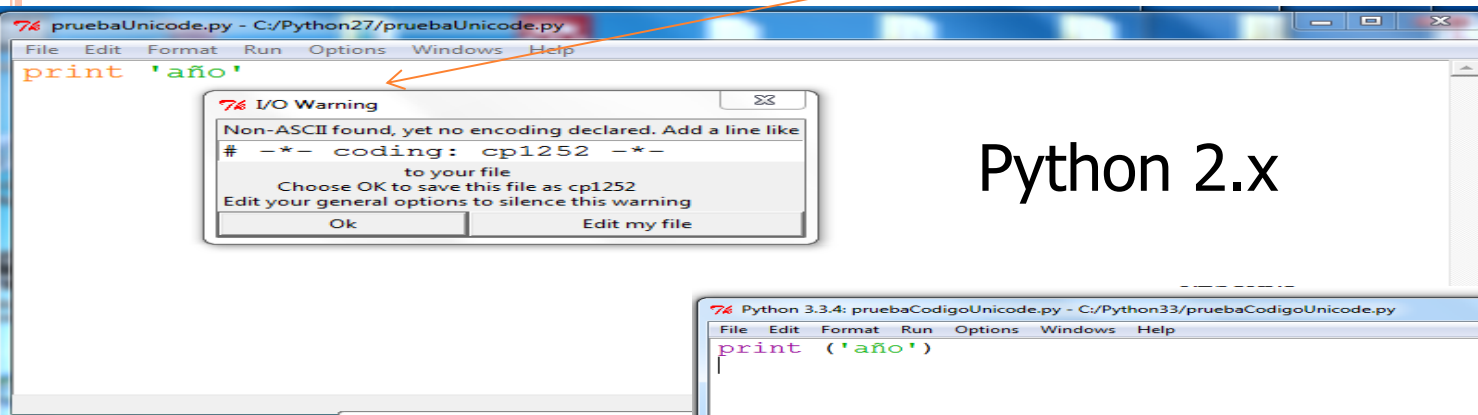 pruebaUnicode.py - C:/Python27/pruebaUnicode.py
File Edit Format Run Options Windows Help
print 'año'
I/O Warning
Non-ASCII found, yet no encoding declared. Add a line like
# -*- coding: cp1252 -*-
to your file
Choose OK to save this file as cp1252
Edit your general options to silence this warning
Ok Edit my file
Python 2.x
Python 3.3.4: pruebaCodigoUnicode.py - C:/Python33/pruebaCodigoUnicode.py
File Edit Format Run Options Windows Help
print ('año')